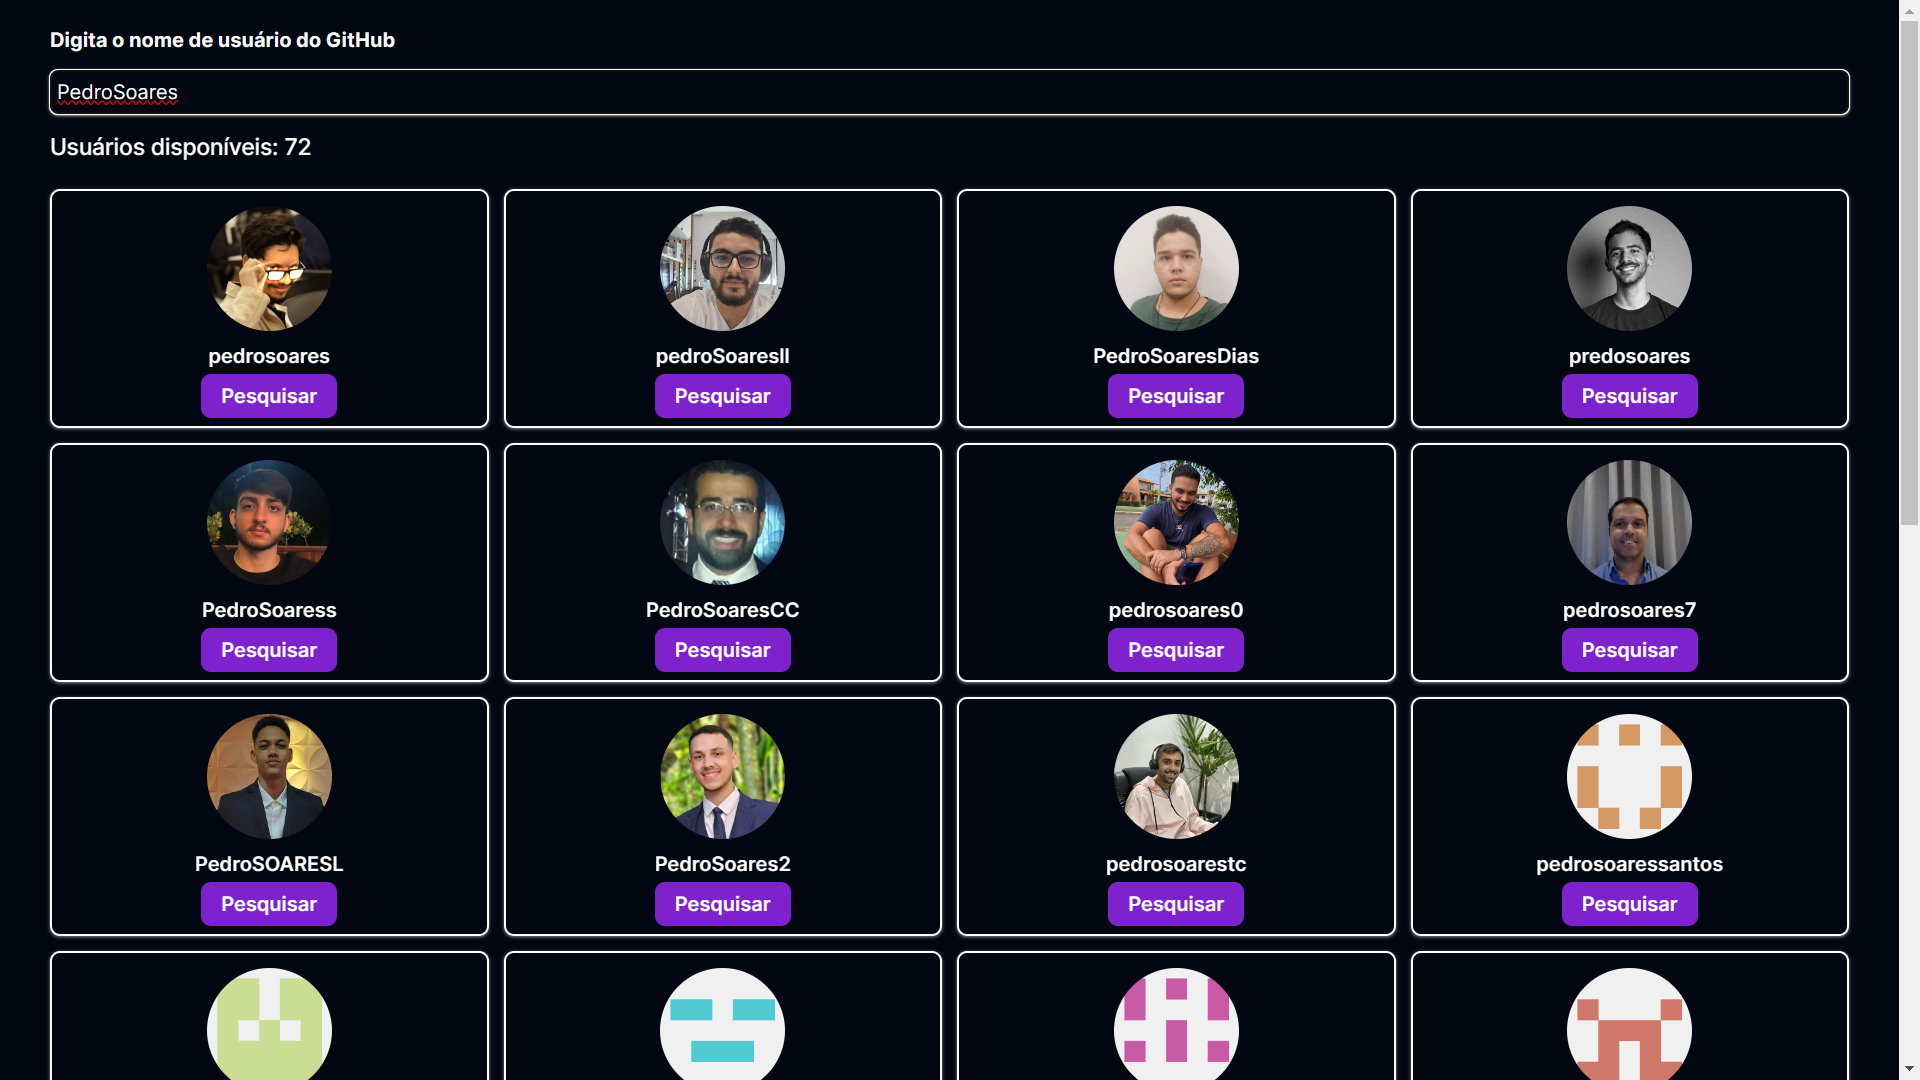 Digita o nome de usuário do GitHub
PedroSoares
Usuários disponíveis: 72
pedrosoares
pedroSoaresll
PedroSoaresDias
predosoares
Pesquisar
Pesquisar
Pesquisar
Pesquisar
PedroSoaress
PedroSoaresCC
pedrosoares0
pedrosoares7
Pesquisar
Pesquisar
Pesquisar
Pesquisar
PedroSOARESL
PedroSoares2
pedrosoarestc
pedrosoaressantos
Pesquisar
Pesquisar
Pesquisar
Pesquisar